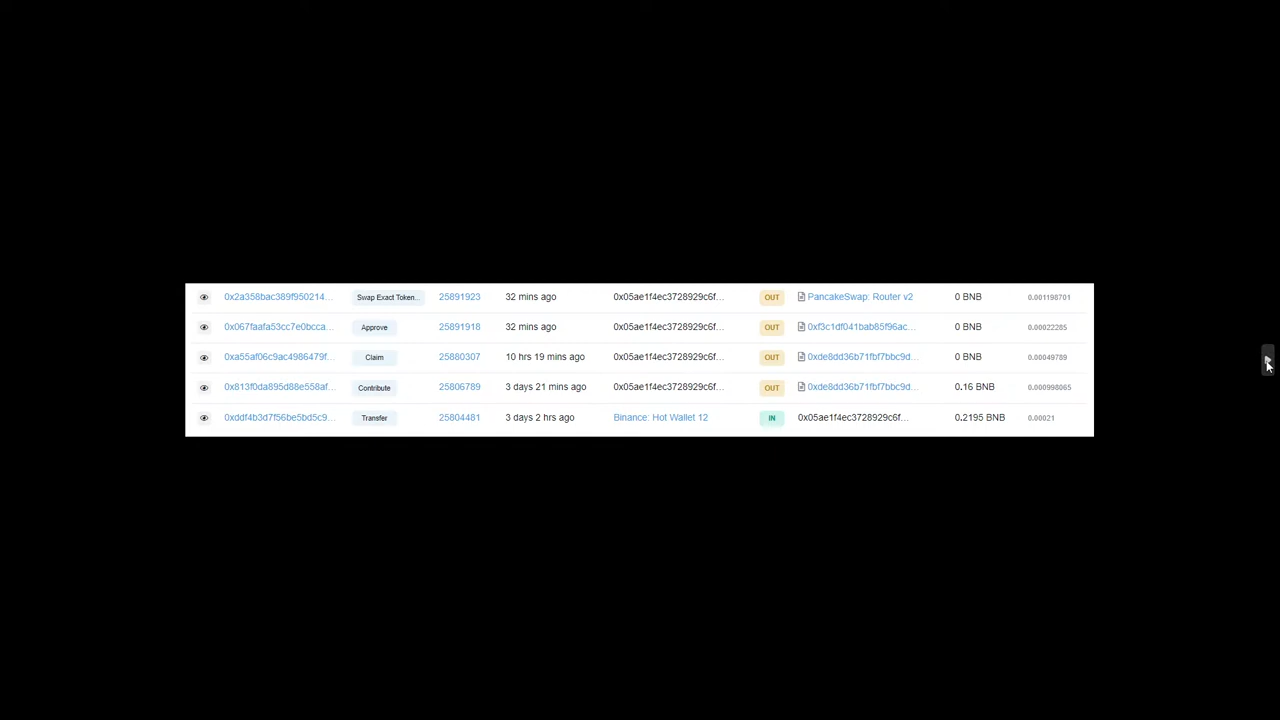 0x2a358bac389f950214... Swap Exact Token... 25891923 32 mins ago 0x05ae1f4ec3728929c6f... OUT PancakeSwap: Router v2 0 BNB 0.001198701
0x067faafa53cc7e0bcca... Approve 25891918 32 mins ago 0x05ae1f4ec3728929c6f... OUT 0xf3c1df041bab85f96ac... 0 BNB 0.00022285
0xa55af06c9ac4986479f... Claim 25880307 10 hrs 19 mins ago 0x05ae1f4ec3728929c6f... OUT 0xde8dd36b71fbf7bbc9d... 0 BNB 0.00049789
0x813f0da895d88e558af... Contribute 25806789 3 days 21 mins ago 0x05ae1f4ec3728929c6f... OUT 0xde8dd36b71fbf7bbc9d... 0.16 BNB 0.000998065
0xddf4b3d7f56be5bd5c9... Transfer 25804481 3 days 2 hrs ago Binance: Hot Wallet 12 IN 0x05ae1f4ec3728929c6f... 0.2195 BNB 0.00021